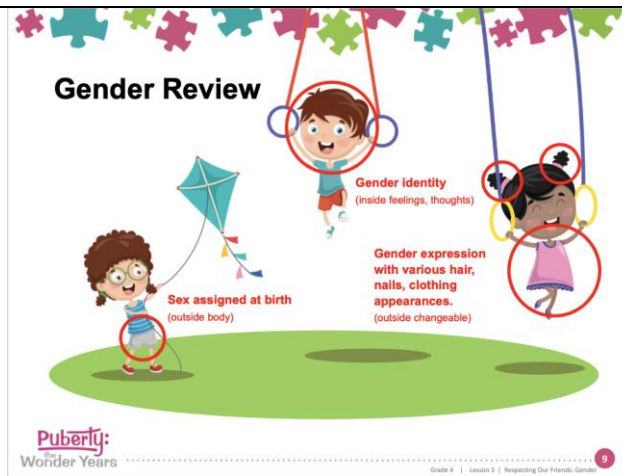 Gender Review
Gender identity
(inside feelings, thoughts)
Sex assigned at birth
(outside body)
Gender expression
with various hair,
nails, clothing
appearances.
(outside changeable)
Puberty:
the
Wonder Years
9
Grade 4 | Lesson 3 | Respecting Our Friends: Gender